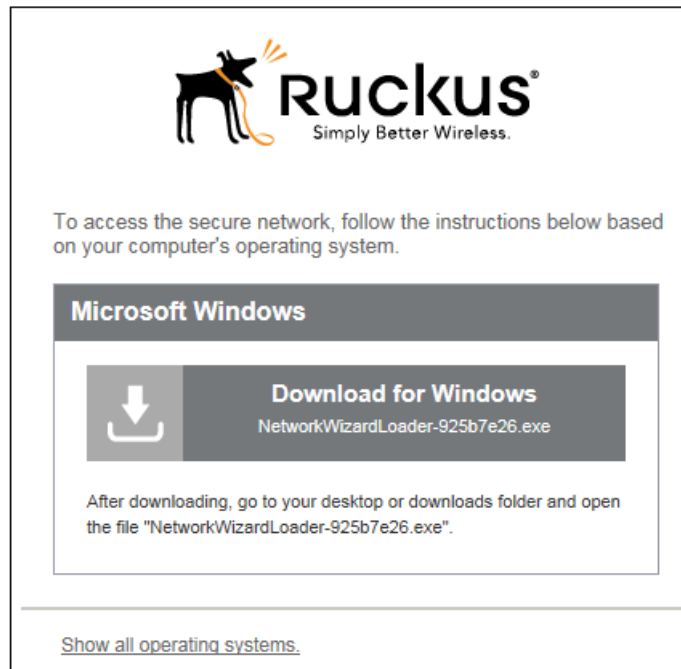 RUCKUS®
Simply Better Wireless.
To access the secure network, follow the instructions below based
on your computer's operating system.
Microsoft Windows
Download for Windows
NetworkWizardLoader-925b7e26.exe
After downloading, go to your desktop or downloads folder and open
the file "NetworkWizardLoader-925b7e26.exe".
Show all operating systems.